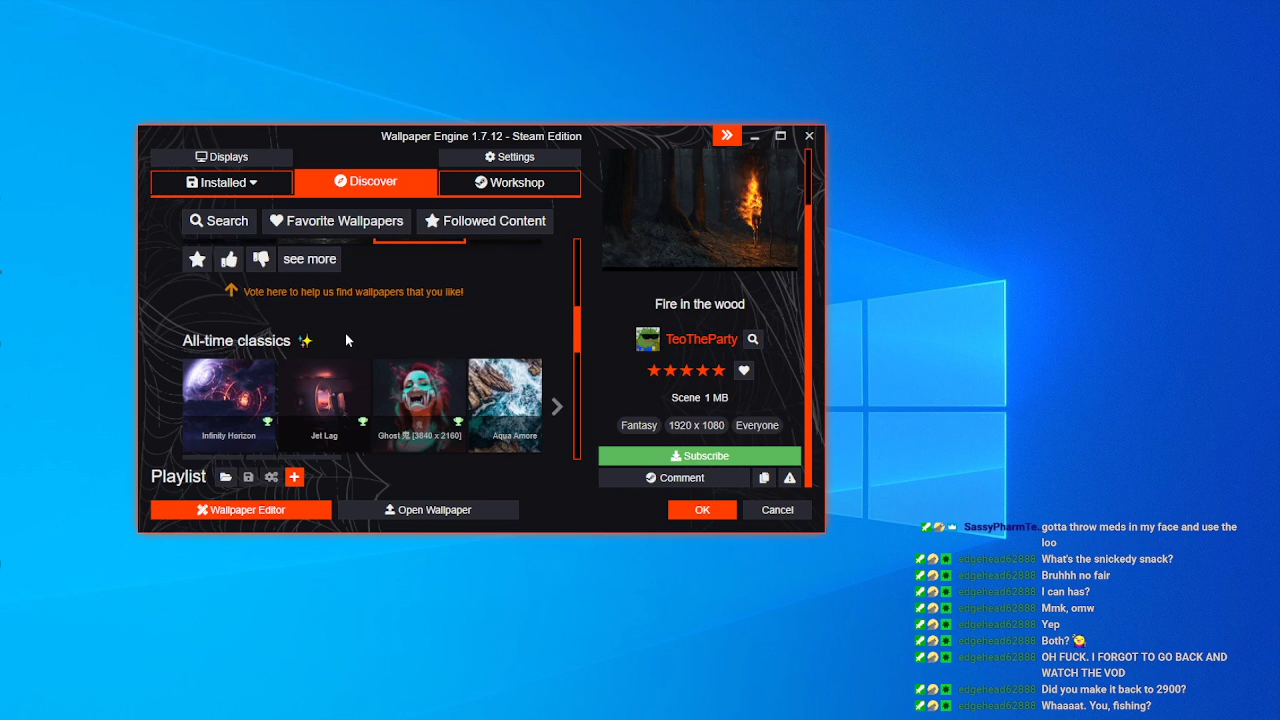 Wallpaper Engine 1.7.12 - Steam Edition
Displays
Settings
Installed
Discover
Workshop
Search
Favorite Wallpapers
Followed Content
see more
Vote here to help us find wallpapers that you like!
All-time classics
Infinity Horizon
Jet Lag
Ghost 鬼 [3840 x 2160]
Aqua Amore
Playlist
Wallpaper Editor
Open Wallpaper
Fire in the wood
TeoTheParty
Scene 1 MB
Fantasy
1920 x 1080
Everyone
Subscribe
Comment
OK
Cancel
SassyPharmTe.. gotta throw meds in my face and use the
loo
edgehead62888 What's the snickedy snack?
edgehead62888 Bruhhh no fair
edgehead62888 I can has?
edgehead62888 Mmk, omw
edgehead62888 Yep
edgehead62888 Both?
edgehead62888 OH FUCK. I FORGOT TO GO BACK AND
WATCH THE VOD
edgehead62888 Did you make it back to 2900?
edgehead62888 Whaaaat. You, fishing?